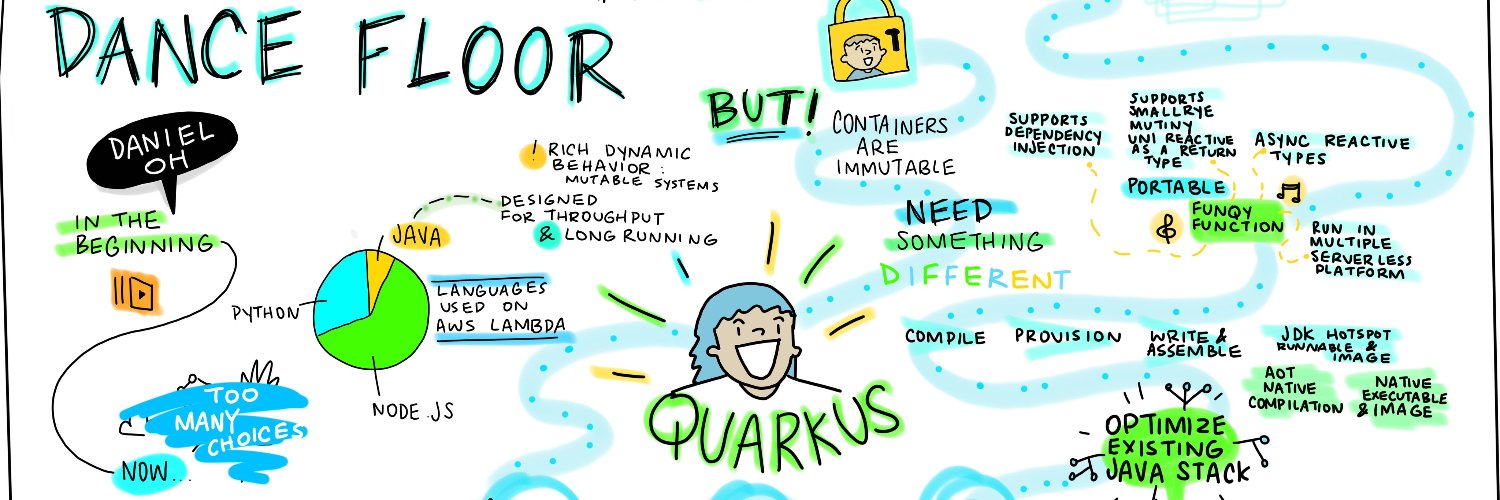 DANCE FLOOR
DANIEL
OH
IN THE
BEGINNING
NOW...
TOO
MANY
CHOICES
PYTHON
JAVA
NODE.JS
LANGUAGES
USED ON
AWS LAMBDA
! RICH DYNAMIC
BEHAVIOR:
MUTABLE SYSTEMS
DESIGNED
FOR THROUGHPUT
& LONG RUNNING
BUT!
CONTAINERS
ARE
IMMUTABLE
NEED
SOMETHING
DIFFERENT
QUARKUS
SUPPORTS
DEPENDENCY
INJECTION
SUPPORTS
SMALLRYE
MUTINY
UNI REACTIVE
AS A RETURN
TYPE
ASYNC REACTIVE
TYPES
PORTABLE
FUNQY
FUNCTION
RUN IN
MULTIPLE
SERVERLESS
PLATFORM
COMPILE
PROVISION
WRITE &
ASSEMBLE
JDK HOTSPOT
RUNNABLE &
IMAGE
AOT
NATIVE
COMPILATION
NATIVE
EXECUTABLE
& IMAGE
OPTIMIZE
EXISTING
JAVA STACK